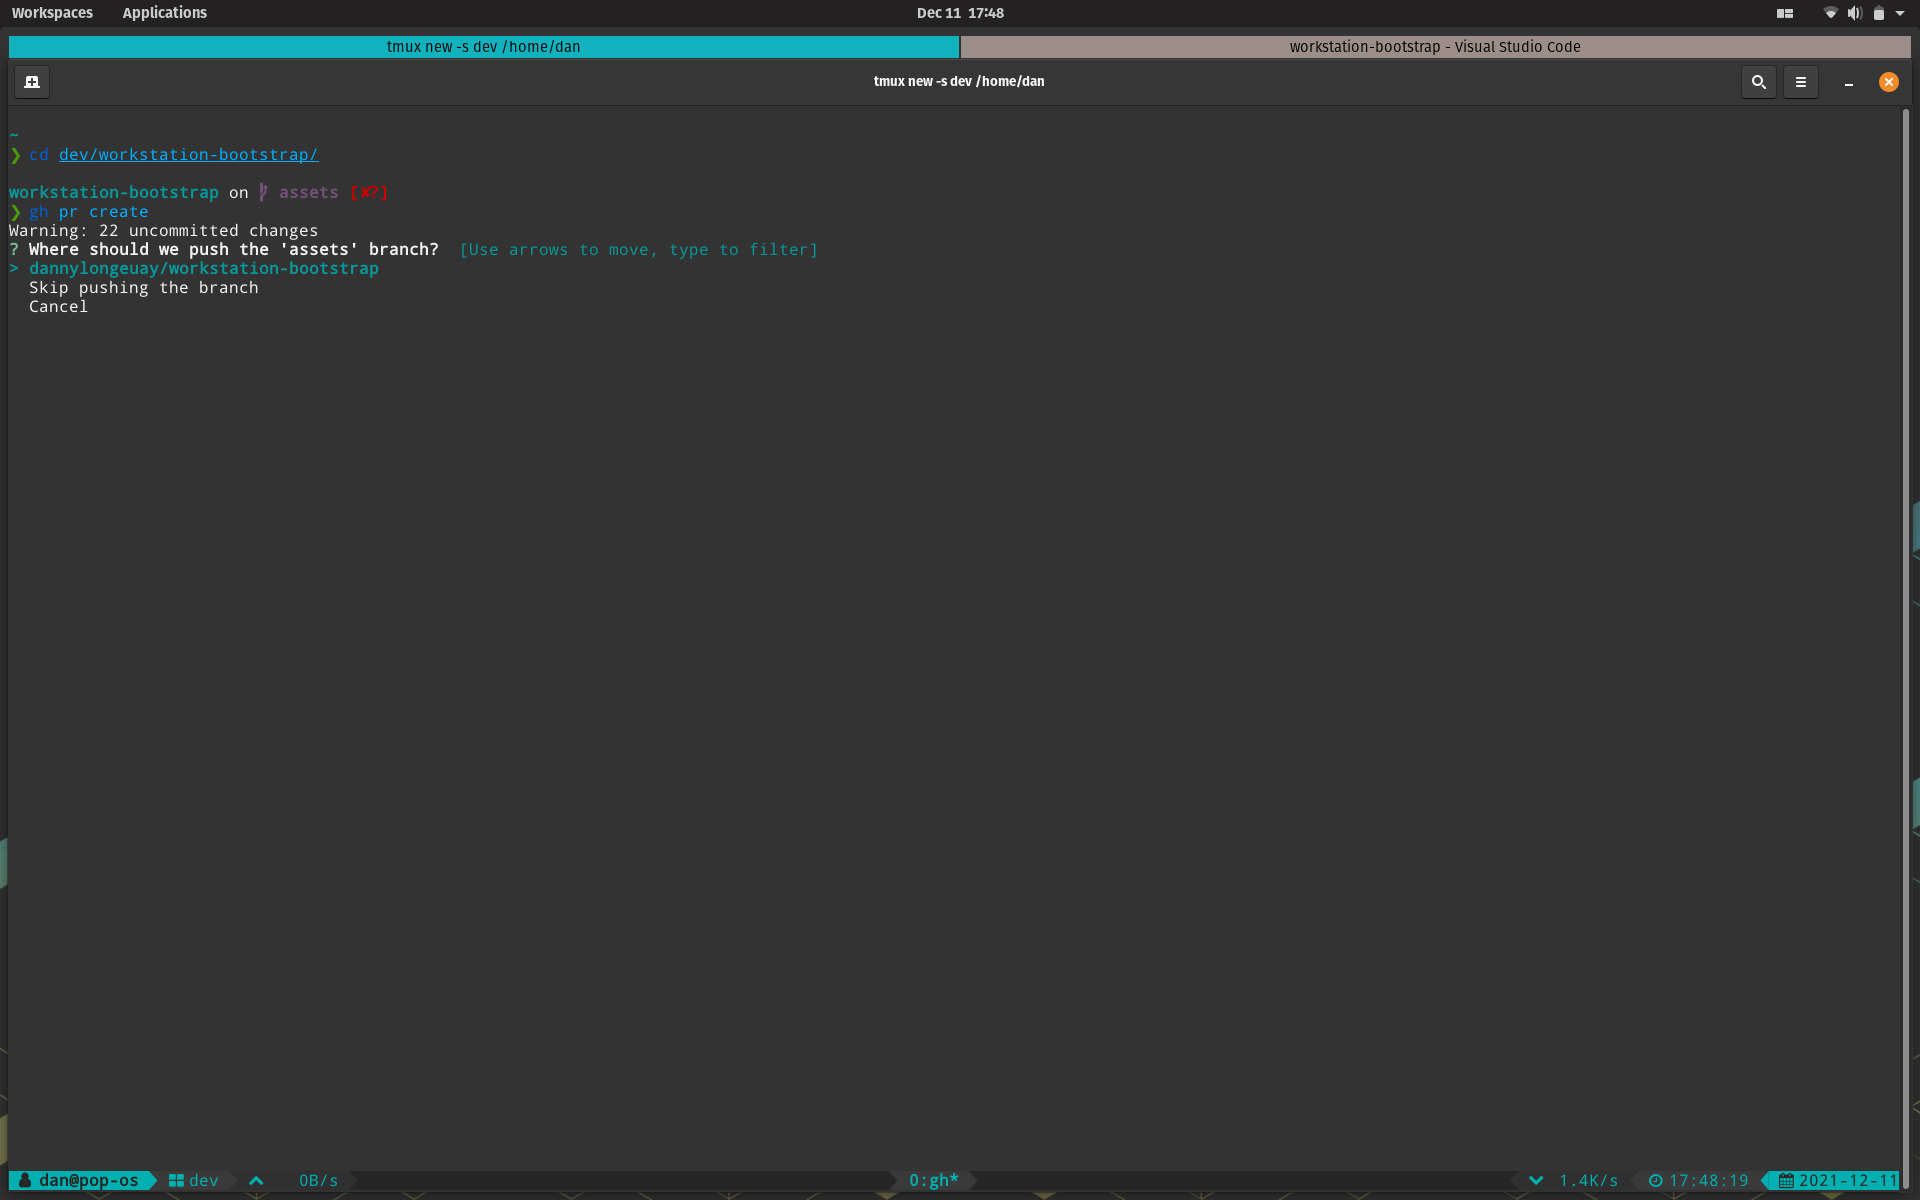 Workspaces Applications Dec 11 17:48
tmux new -s dev /home/dan workstation-bootstrap - Visual Studio Code
tmux new -s dev /home/dan
~
❯ cd dev/workstation-bootstrap/
workstation-bootstrap on assets [✘?]
❯ gh pr create
Warning: 22 uncommitted changes
? Where should we push the 'assets' branch? [Use arrows to move, type to filter]
> dannylongeuay/workstation-bootstrap
Skip pushing the branch
Cancel
dan@pop-os dev 0B/s 0:gh* 1.4K/s 17:48:19 2021-12-11